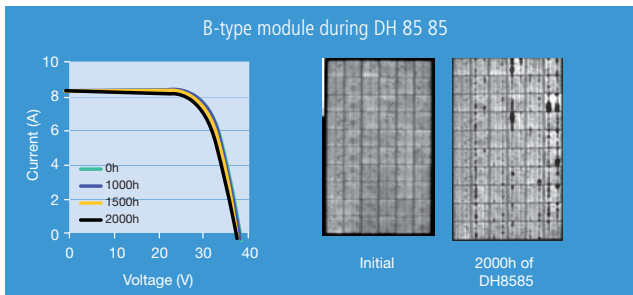 B-type module during DH 85 85
Current (A)
10
8
6
4
2
0
0h
1000h
1500h
2000h
0 10 20 30 40
Voltage (V)
Initial
2000h of
DH8585